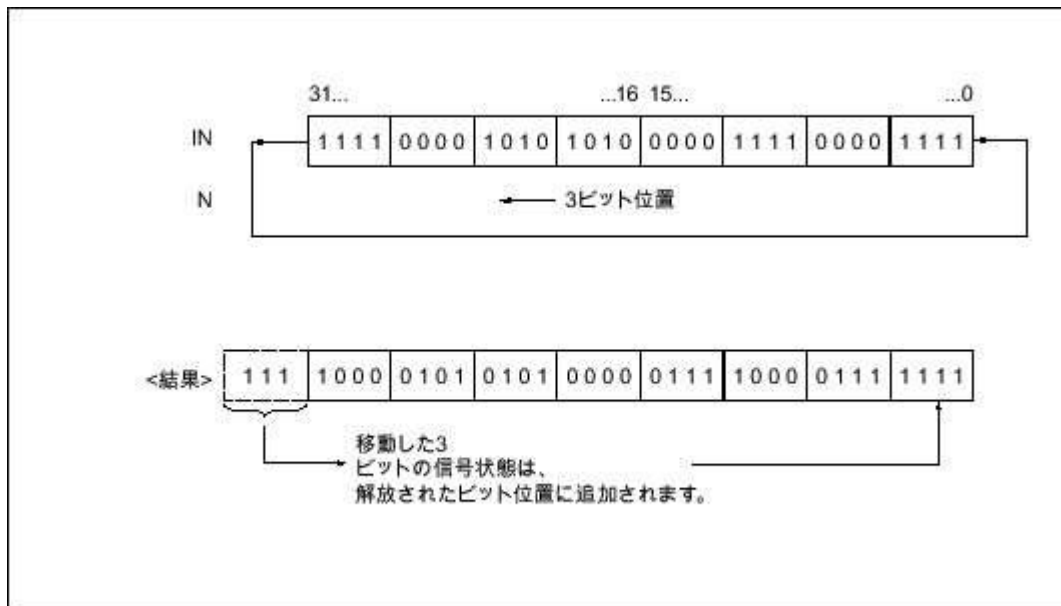 31... ...16 15... ...0
IN 1111 0000 1010 1010 0000 1111 0000 1111
N 3ビット位置
<結果> 111 1000 0101 0101 0000 0111 1000 0111 1111
移動した3
ビットの信号状態は、
解放されたビット位置に追加されます。